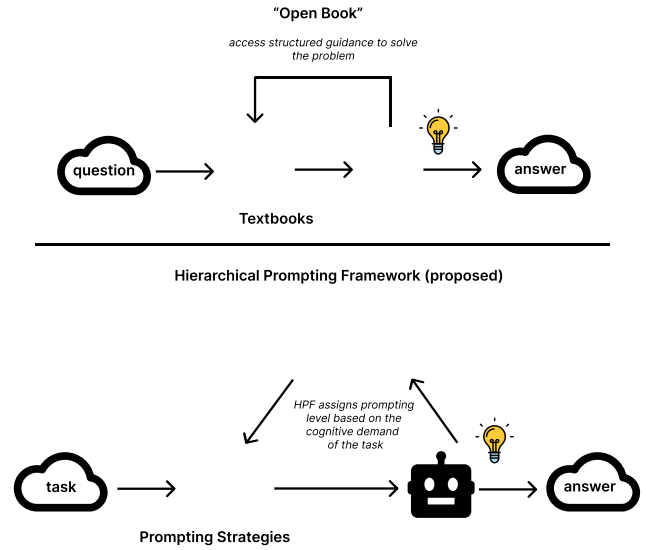 “Open Book”
access structured guidance to solve
the problem
question
answer
Textbooks
Hierarchical Prompting Framework (proposed)
HPF assigns prompting
level based on the
cognitive demand
of the task
task
answer
Prompting Strategies